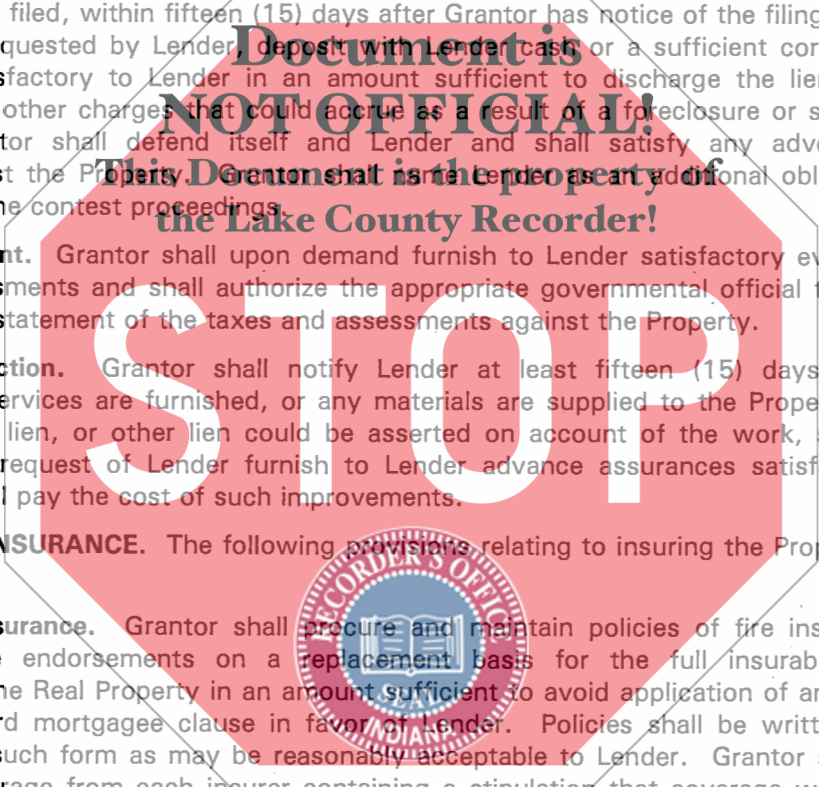 filed, within fifteen (15) days after Grantor has notice of the filing
quested by Lender, deposit with Lender cash or a sufficient cor
sfactory to Lender in an amount sufficient to discharge the lien
other charges that could accrue as a result of a foreclosure or s
tor shall defend itself and Lender and shall satisfy any adve
t the Property. Grantor shall name Lender as an additional obl
he contest proceedings.
Document is
NOT OFFICIAL!
This Document is the property of
the Lake County Recorder!
nt. Grantor shall upon demand furnish to Lender satisfactory ev
sments and shall authorize the appropriate governmental official t
statement of the taxes and assessments against the Property.
ction. Grantor shall notify Lender at least fifteen (15) days
ervices are furnished, or any materials are supplied to the Prope
lien, or other lien could be asserted on account of the work,
request of Lender furnish to Lender advance assurances satisf
l pay the cost of such improvements.
STOP
NSURANCE. The following provisions relating to insuring the Prop
surance. Grantor shall procure and maintain policies of fire ins
endorsements on a replacement basis for the full insurab
he Real Property in an amount sufficient to avoid application of an
rd mortgagee clause in favor of Lender. Policies shall be writt
such form as may be reasonably acceptable to Lender. Grantor
rage from each insurer containing a stipulation that coverage w
RECORDER'S OFFICE
SEAL
INDIANA